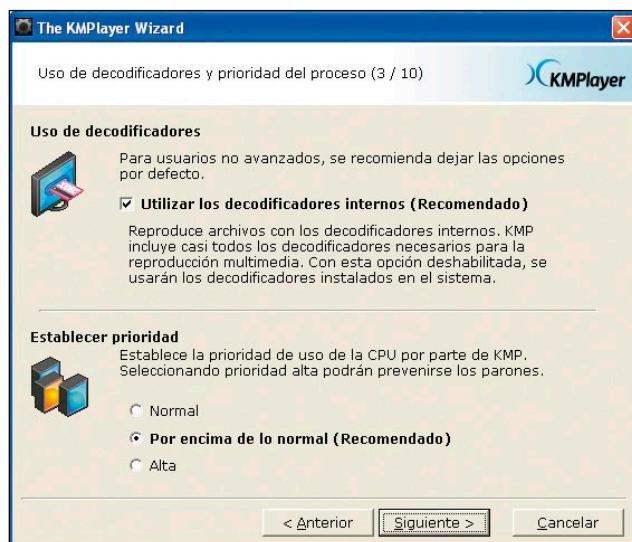 The KMPlayer Wizard
Uso de decodificadores y prioridad del proceso (3 / 10)
KMPlayer
Uso de decodificadores
Para usuarios no avanzados, se recomienda dejar las opciones
por defecto.
Utilizar los decodificadores internos (Recomendado)
Reproduce archivos con los decodificadores internos. KMP
incluye casi todos los decodificadores necesarios para la
reproducción multimedia. Con esta opción deshabilitada, se
usarán los decodificadores instalados en el sistema.
Establecer prioridad
Establece la prioridad de uso de la CPU por parte de KMP.
Seleccionando prioridad alta podrán prevenirse los parones.
Normal
Por encima de lo normal (Recomendado)
Alta
< Anterior Siguiente > Cancelar